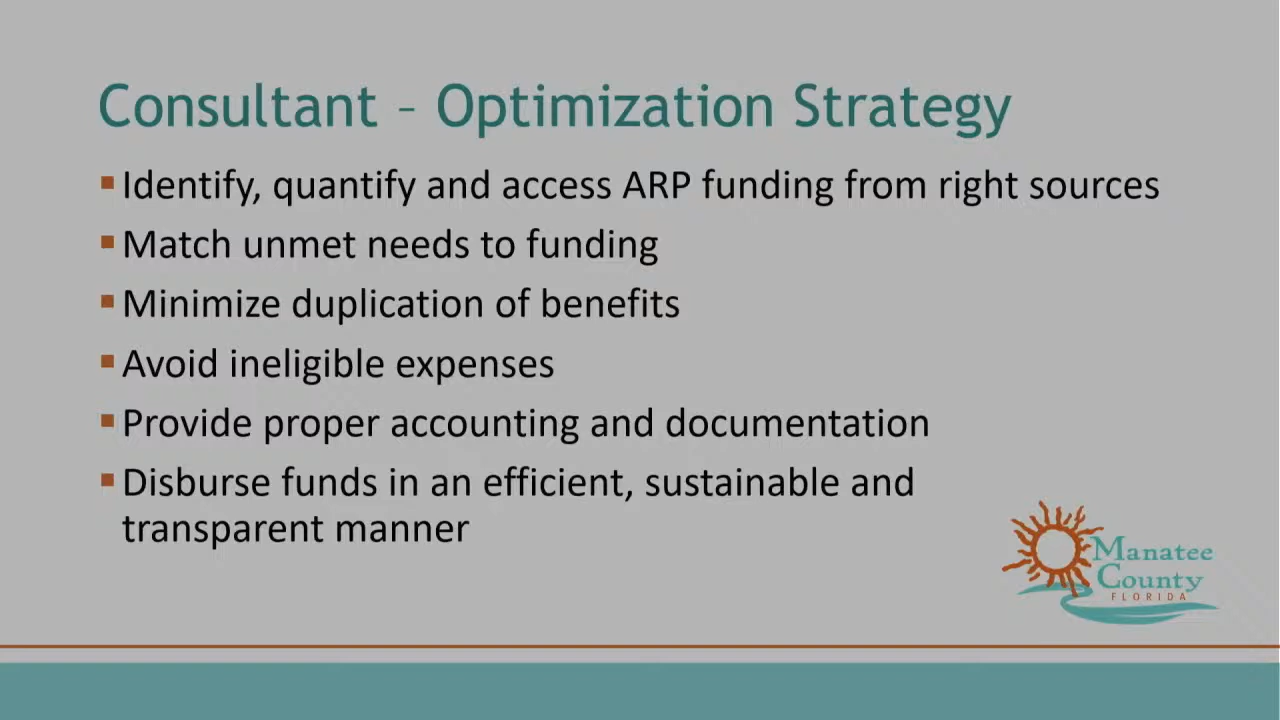 Consultant – Optimization Strategy
Identify, quantify and access ARP funding from right sources
Match unmet needs to funding
Minimize duplication of benefits
Avoid ineligible expenses
Provide proper accounting and documentation
Disburse funds in an efficient, sustainable and
transparent manner
Manatee
County
FLORIDA